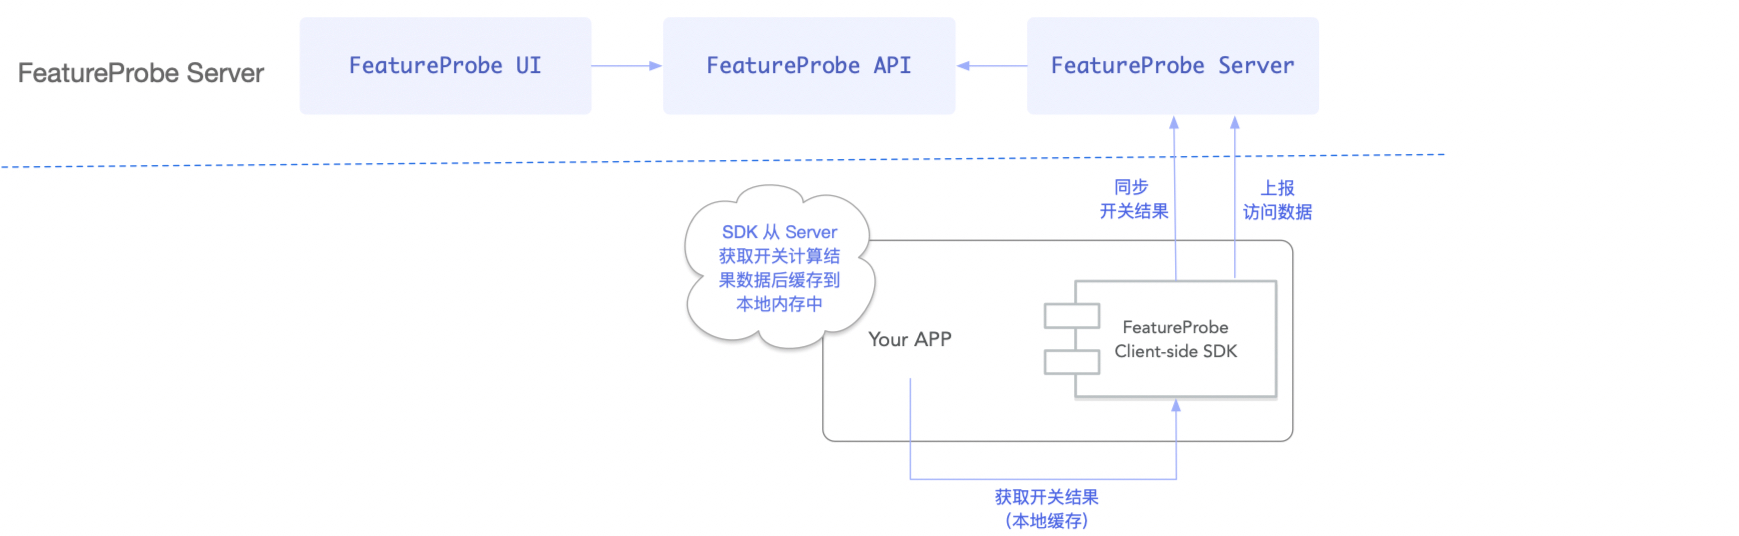 FeatureProbe Server
FeatureProbe UI
FeatureProbe API
FeatureProbe Server
同步
开关结果
上报
访问数据
SDK 从 Server
获取开关计算结
果数据后缓存到
本地内存中
Your APP
FeatureProbe
Client-side SDK
获取开关结果
(本地缓存)